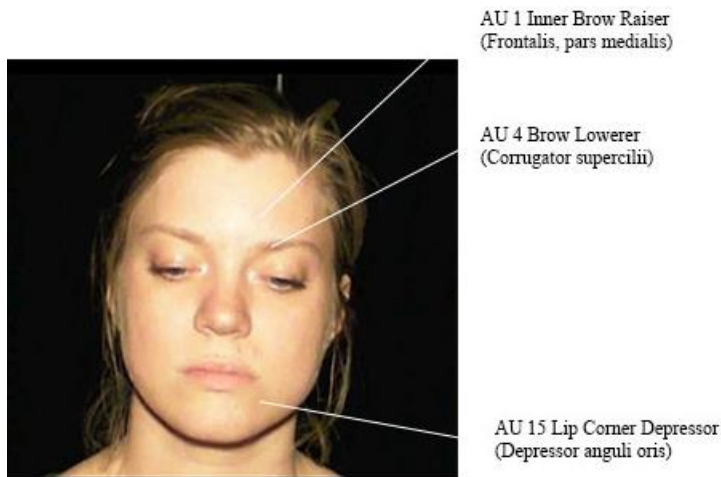 AU 1 Inner Brow Raiser
(Frontalis, pars medialis)
AU 4 Brow Lowerer
(Corrugator supercilii)
AU 15 Lip Corner Depressor
(Depressor anguli oris)